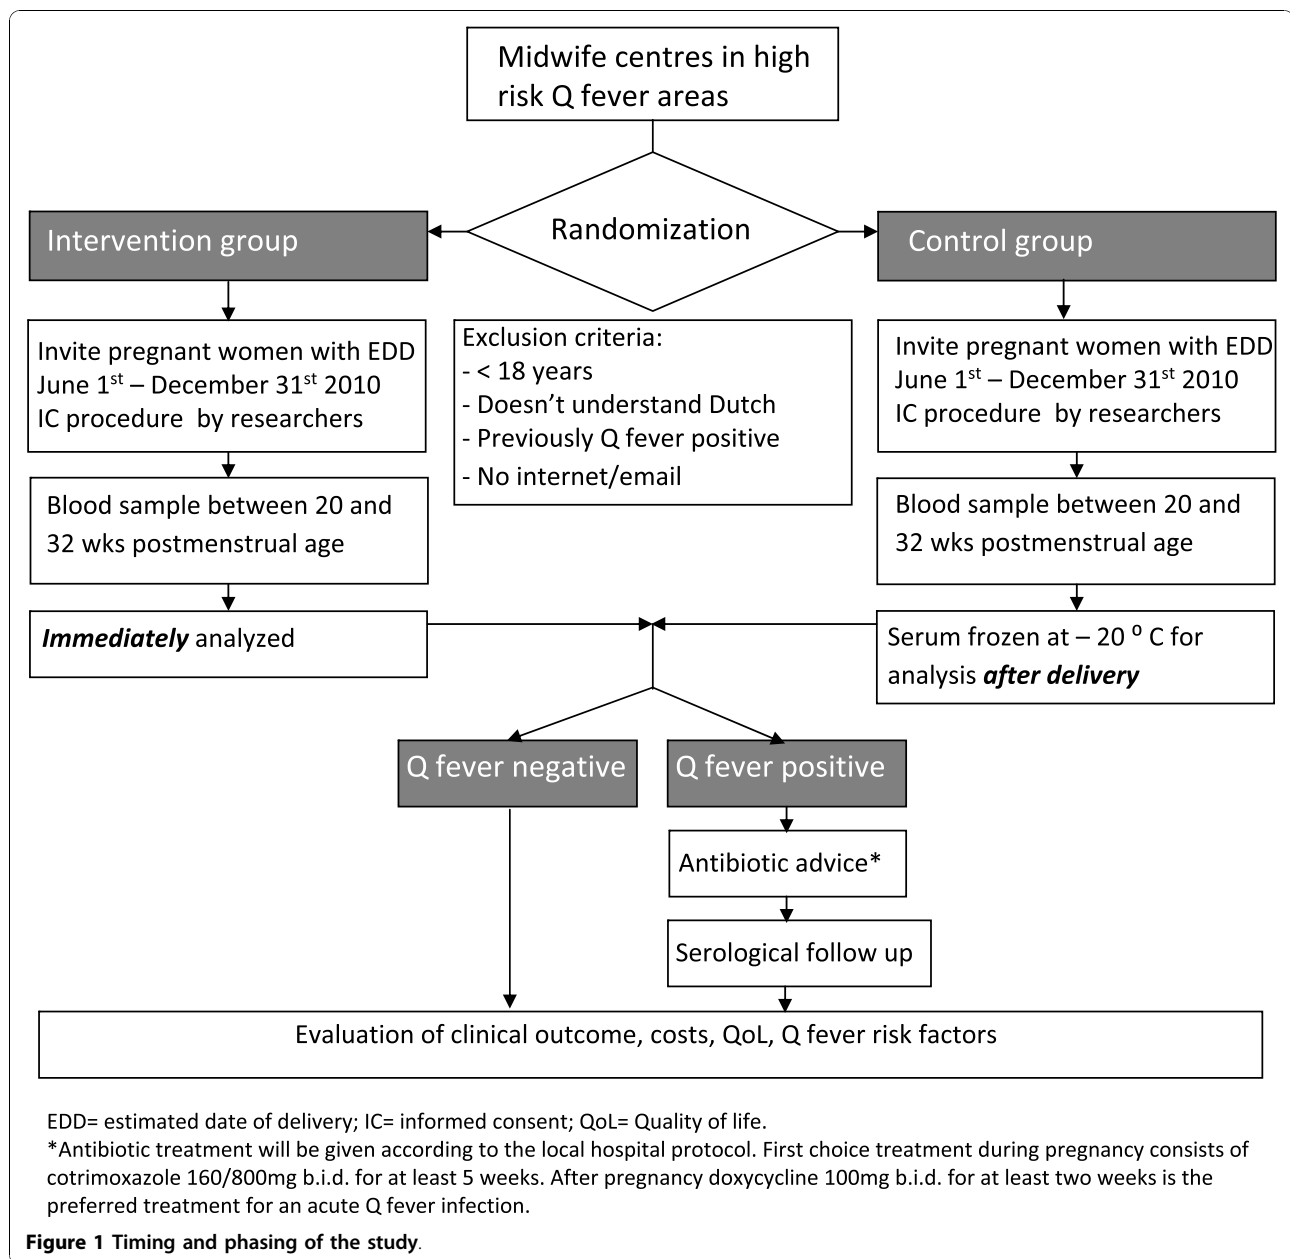 Midwife centres in high
risk Q fever areas
Randomization
Intervention group
Control group
Invite pregnant women with EDD
June 1st – December 31st 2010
IC procedure by researchers
Exclusion criteria:
- < 18 years
- Doesn't understand Dutch
- Previously Q fever positive
- No internet/email
Invite pregnant women with EDD
June 1st – December 31st 2010
IC procedure by researchers
Blood sample between 20 and
32 wks postmenstrual age
Blood sample between 20 and
32 wks postmenstrual age
Immediately analyzed
Serum frozen at – 20 ⁰ C for
analysis after delivery
Q fever negative
Q fever positive
Antibiotic advice*
Serological follow up
Evaluation of clinical outcome, costs, QoL, Q fever risk factors
EDD= estimated date of delivery; IC= informed consent; QoL= Quality of life.
*Antibiotic treatment will be given according to the local hospital protocol. First choice treatment during pregnancy consists of
cotrimoxazole 160/800mg b.i.d. for at least 5 weeks. After pregnancy doxycycline 100mg b.i.d. for at least two weeks is the
preferred treatment for an acute Q fever infection.
Figure 1 Timing and phasing of the study.